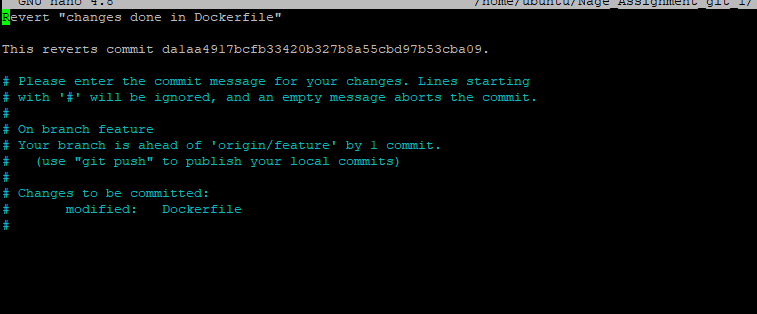 GNU nano 4.8 /home/ubuntu/Nage_Assignment_git_1/
Revert "changes done in Dockerfile"
This reverts commit da1aa4917bcfb33420b327b8a55cbd97b53cba09.
# Please enter the commit message for your changes. Lines starting
# with '#' will be ignored, and an empty message aborts the commit.
#
# On branch feature
# Your branch is ahead of 'origin/feature' by 1 commit.
#   (use "git push" to publish your local commits)
#
# Changes to be committed:
#       modified:   Dockerfile
#